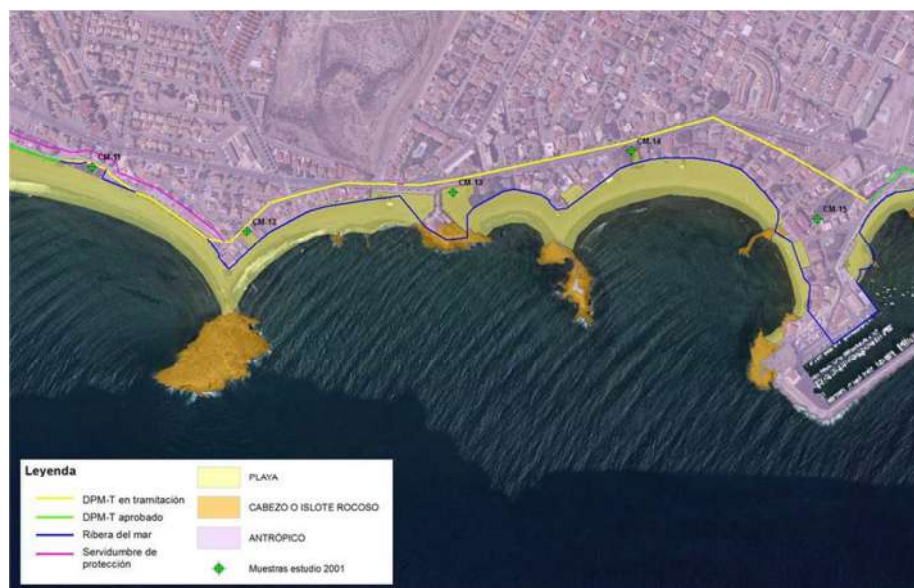 CM-11
CM-12
CM-13
CM-14
CM-15
Leyenda
DPM-T en tramitación
DPM-T aprobado
Ribera del mar
Servidumbre de
protección
PLAYA
CABEZO O ISLOTE ROCOSO
ANTRÓPICO
Muestras estudio 2001